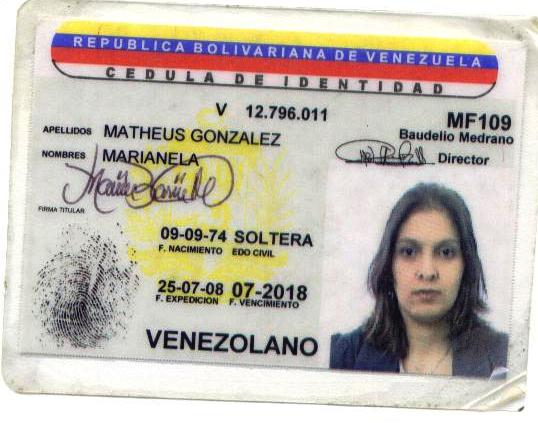 REPUBLICA BOLIVARIANA DE VENEZUELA
CEDULA DE IDENTIDAD
V 12.796.011
MF109
Baudelio Medrano
Director
APELLIDOS MATHEUS GONZALEZ
NOMBRES MARIANELA
FIRMA TITULAR
09-09-74 SOLTERA
F. NACIMIENTO EDO CIVIL
25-07-08 07-2018
F. EXPEDICION F. VENCIMIENTO
VENEZOLANO